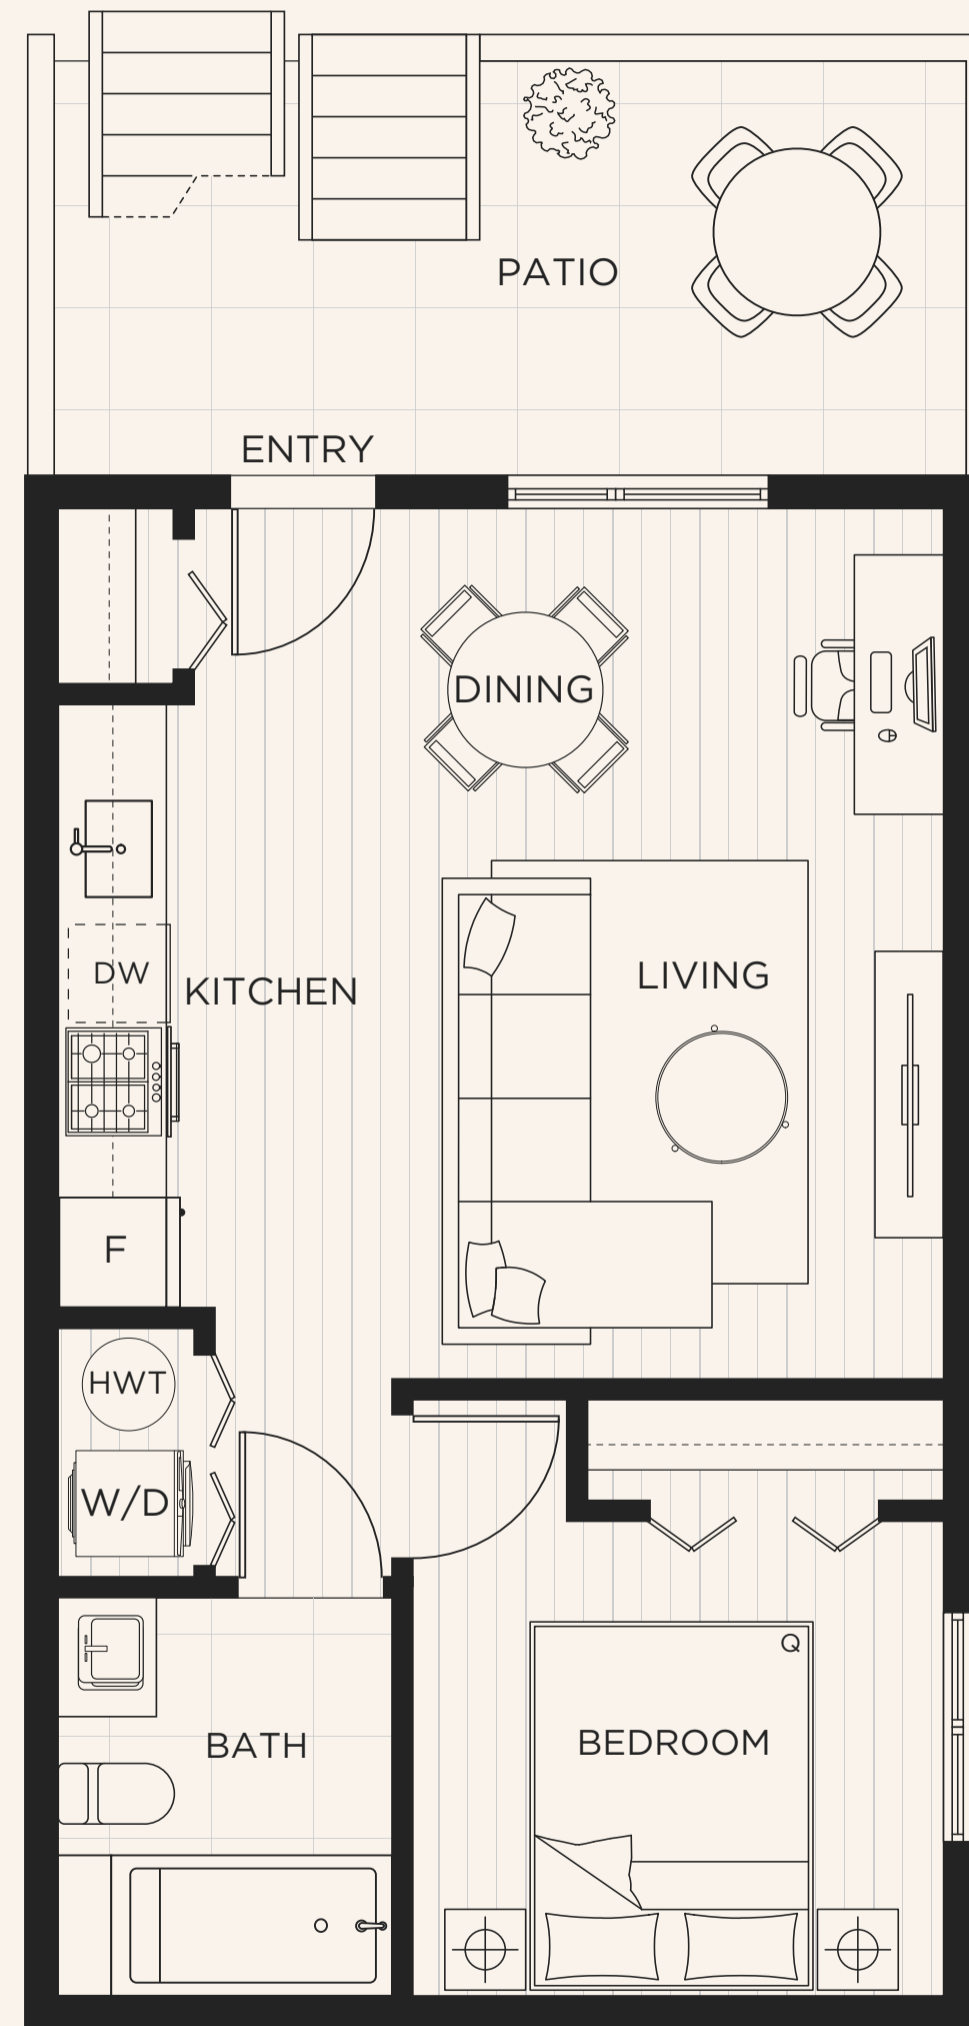 PATIO
ENTRY
DINING
DW
KITCHEN
LIVING
F
HWT
W/D
Q
BATH
BEDROOM